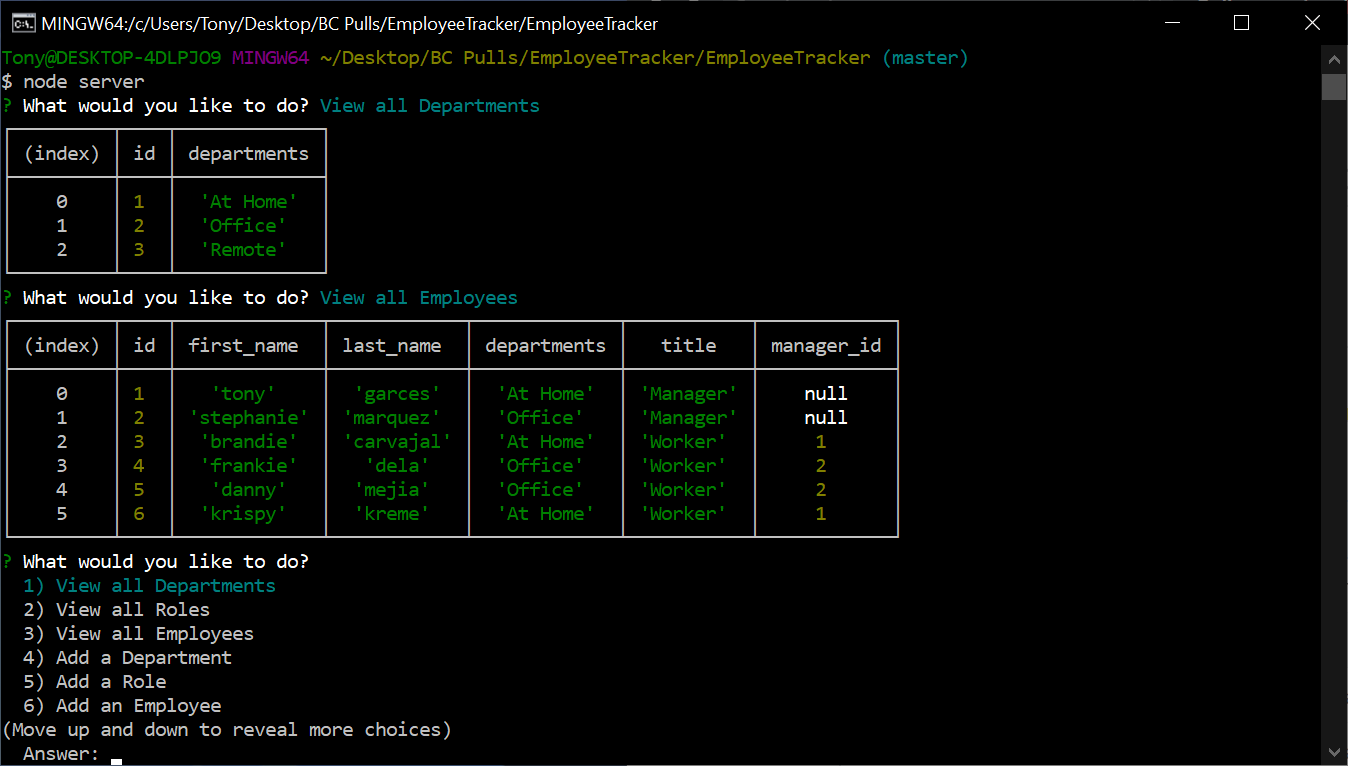 MINGW64:/c/Users/Tony/Desktop/BC Pulls/EmployeeTracker/EmployeeTracker
Tony@DESKTOP-4DLPJO9 MINGW64 ~/Desktop/BC Pulls/EmployeeTracker/EmployeeTracker (master)
$ node server
? What would you like to do? View all Departments
(index) id departments
0 1 'At Home'
1 2 'Office'
2 3 'Remote'
? What would you like to do? View all Employees
(index) id first_name last_name departments title manager_id
0 1 'tony' 'garces' 'At Home' 'Manager' null
1 2 'stephanie' 'marquez' 'Office' 'Manager' null
2 3 'brandie' 'carvajal' 'At Home' 'Worker' 1
3 4 'frankie' 'dela' 'Office' 'Worker' 2
4 5 'danny' 'mejia' 'Office' 'Worker' 2
5 6 'krispy' 'kreme' 'At Home' 'Worker' 1
? What would you like to do?
1) View all Departments
2) View all Roles
3) View all Employees
4) Add a Department
5) Add a Role
6) Add an Employee
(Move up and down to reveal more choices)
Answer: